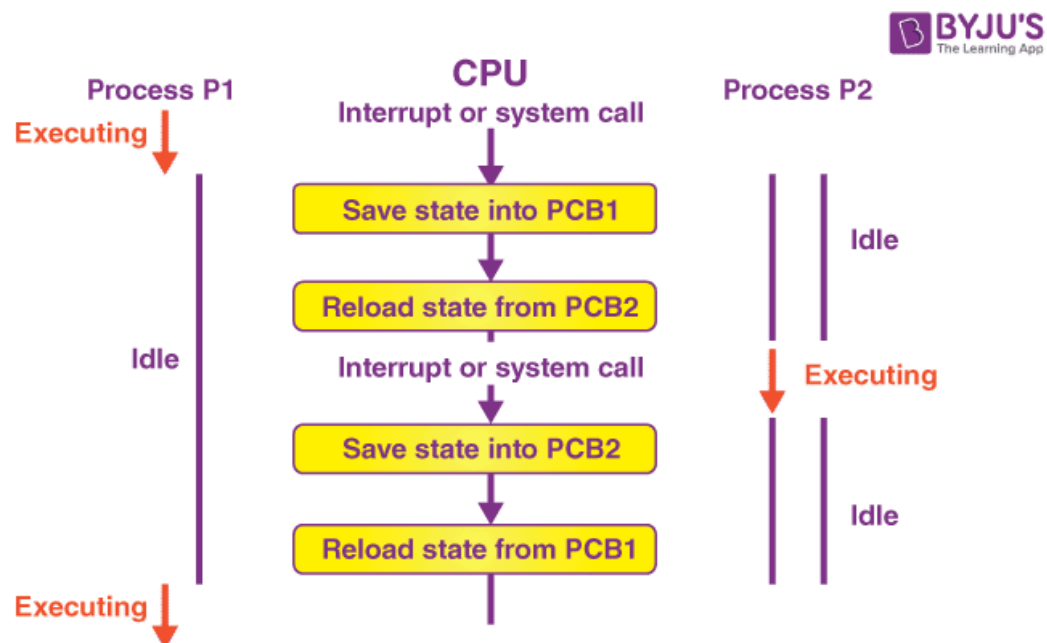 BYJU'S
The Learning App
CPU
Process P1
Interrupt or system call
Process P2
Executing
Save state into PCB1
Idle
Reload state from PCB2
Idle
Interrupt or system call
Executing
Save state into PCB2
Idle
Reload state from PCB1
Executing